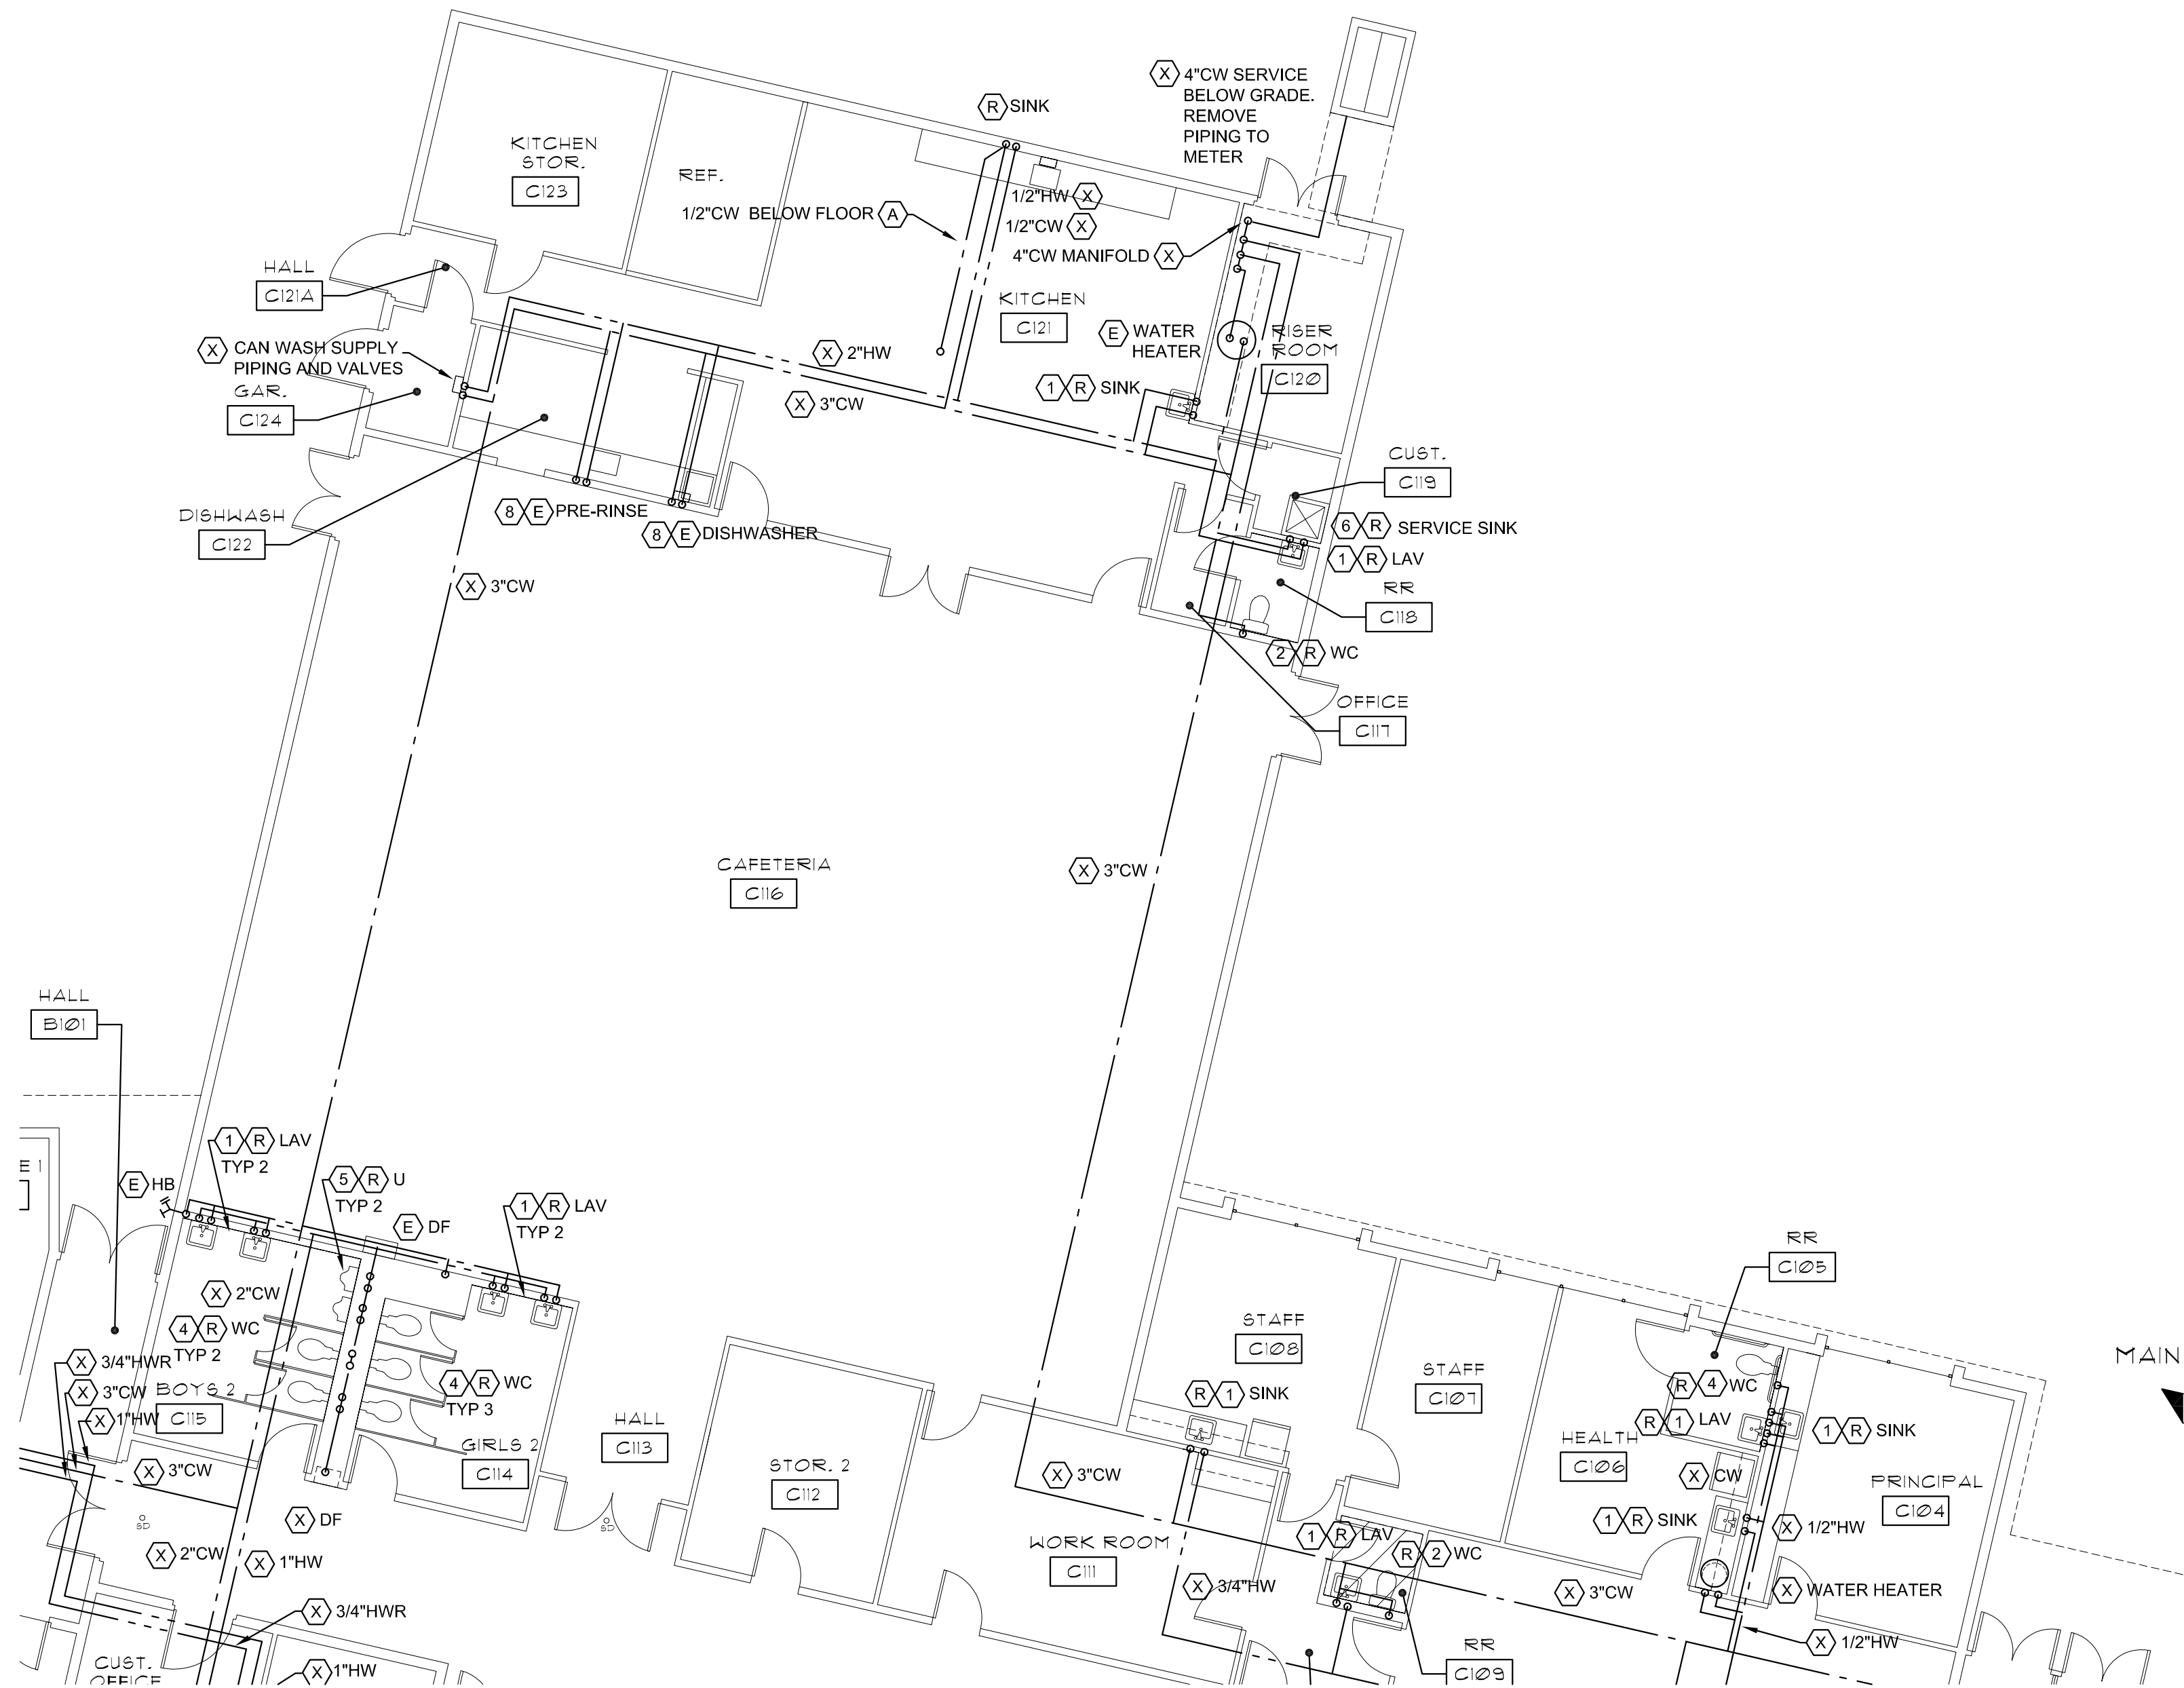 X 4"CW SERVICE
BELOW GRADE.
REMOVE
PIPING TO
METER
R SINK
KITCHEN
STOR.
C123
REF.
1/2"HW X
1/2"CW BELOW FLOOR A
1/2"CW X
4"CW MANIFOLD X
HALL
C121A
KITCHEN
C121
E WATER
HEATER
RISER
ROOM
C120
X CAN WASH SUPPLY
PIPING AND VALVES
X 2"HW
GAR.
C124
1 R SINK
X 3"CW
CUST.
C119
DISHWASH
C122
8 E PRE-RINSE
8 E DISHWASHER
6 R SERVICE SINK
1 R LAV
X 3"CW
RR
C118
2 R WC
OFFICE
C117
CAFETERIA
C116
X 3"CW
HALL
B101
1 R LAV
TYP 2
E 1
E HB
5 R U
TYP 2
1 R LAV
TYP 2
E DF
RR
C105
X 2"CW
4 R WC
TYP 2
STAFF
C108
MAIN
X 3/4"HWR
X 3"CW
BOYS 2
C115
X 1"HW
4 R WC
TYP 3
STAFF
C107
R 1 SINK
R 4 WC
R 1 LAV
1 R SINK
HALL
C113
GIRLS 2
C114
HEALTH
C106
X 3"CW
STOR. 2
C112
X 3"CW
X CW
PRINCIPAL
C104
SD
SD
X DF
1 R SINK
X 1/2"HW
1 R LAV
R 2 WC
WORK ROOM
C111
X 2"CW
X 1"HW
X 3/4"HW
X 3"CW
X WATER HEATER
X 3/4"HWR
X 1/2"HW
RR
C109
CUST.
OFFICE
X 1"HW